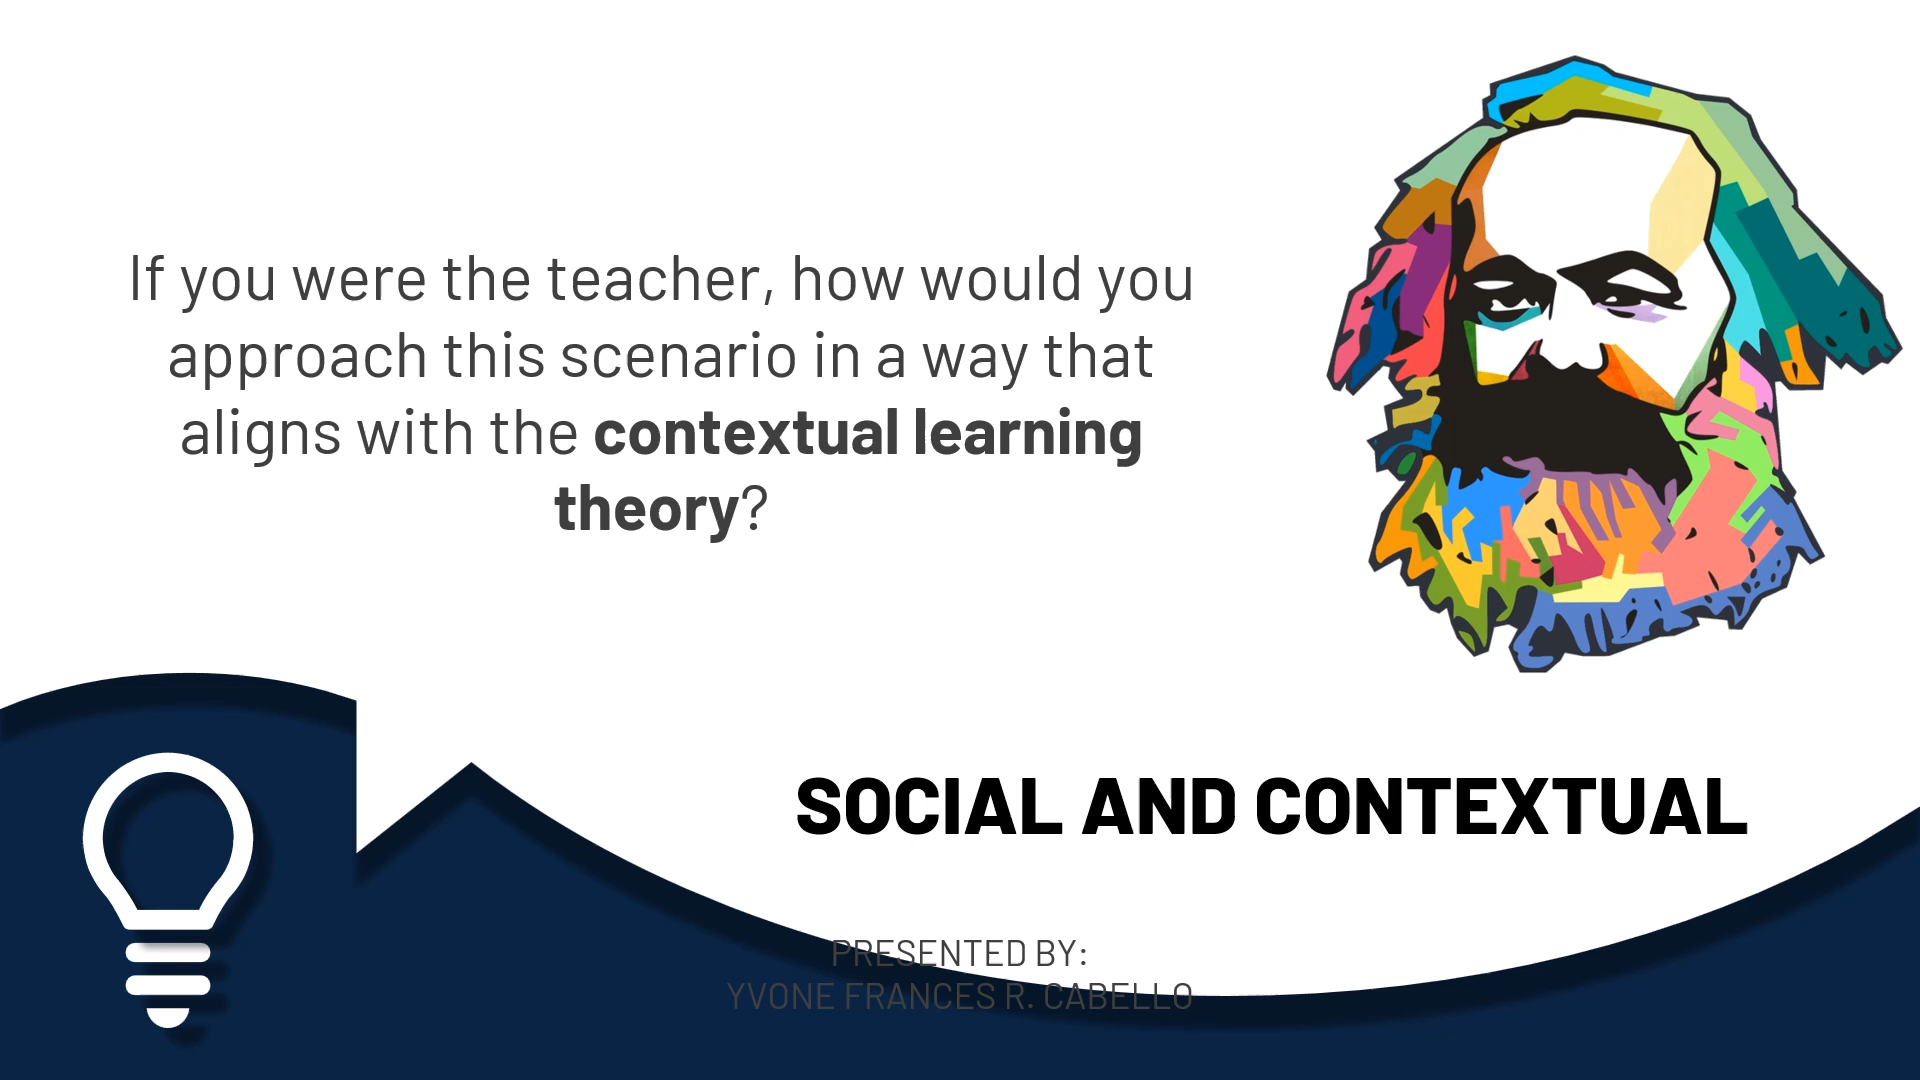 If you were the teacher, how would you
approach this scenario in a way that
aligns with the contextual learning
theory?
SOCIAL AND CONTEXTUAL
PRESENTED BY:
YVONE FRANCES R. CABELLO